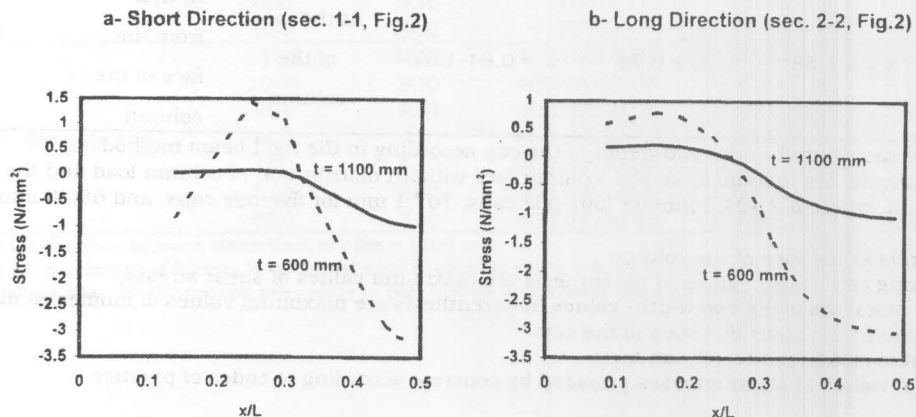 a- Short Direction (sec. 1-1, Fig.2)
b- Long Direction (sec. 2-2, Fig.2)
Stress (N/mm²)
1.5
1
0.5
0
-0.5
-1
-1.5
-2
-2.5
-3
-3.5
t = 1100 mm
t = 600 mm
0 0.1 0.2 0.3 0.4 0.5
x/L
Stress (N/mm²)
1
0.5
0
-0.5
-1
-1.5
-2
-2.5
-3
-3.5
t = 1100 mm
t = 600 mm
0 0.1 0.2 0.3 0.4 0.5
x/L